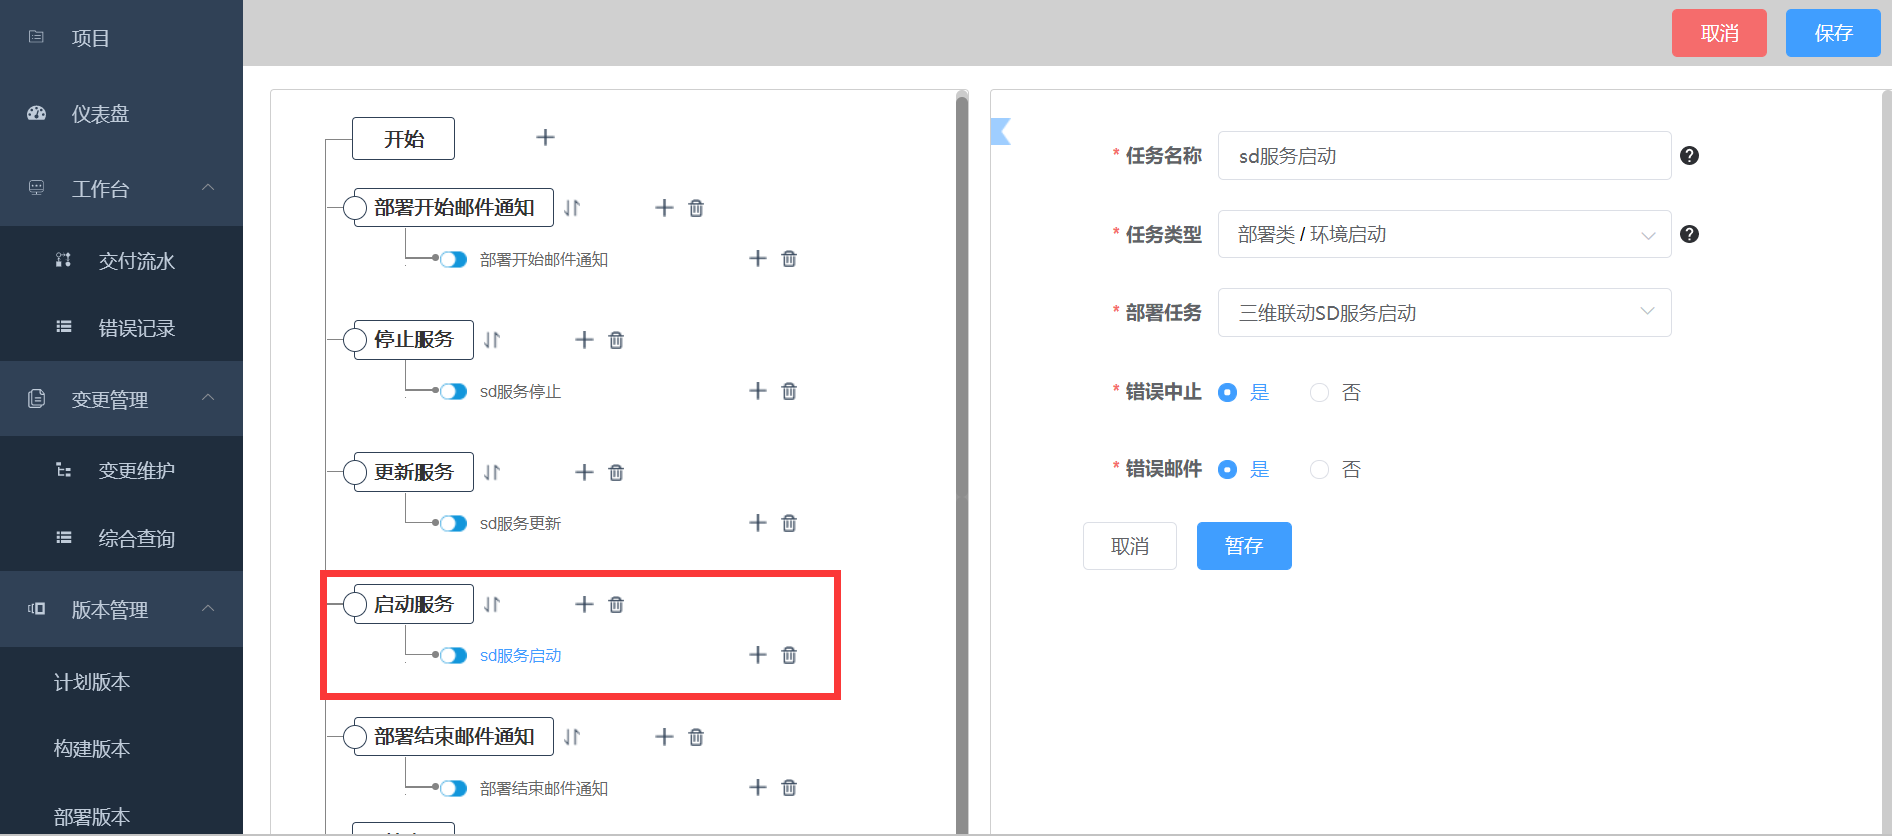 项目
仪表盘
工作台
交付流水
错误记录
变更管理
变更维护
综合查询
版本管理
计划版本
构建版本
部署版本
取消 保存
开始
部署开始邮件通知
部署开始邮件通知
停止服务
sd服务停止
更新服务
sd服务更新
启动服务
sd服务启动
部署结束邮件通知
部署结束邮件通知
* 任务名称 sd服务启动
* 任务类型 部署类 / 环境启动
* 部署任务 三维联动SD服务启动
* 错误中止 是 否
* 错误邮件 是 否
取消 暂存